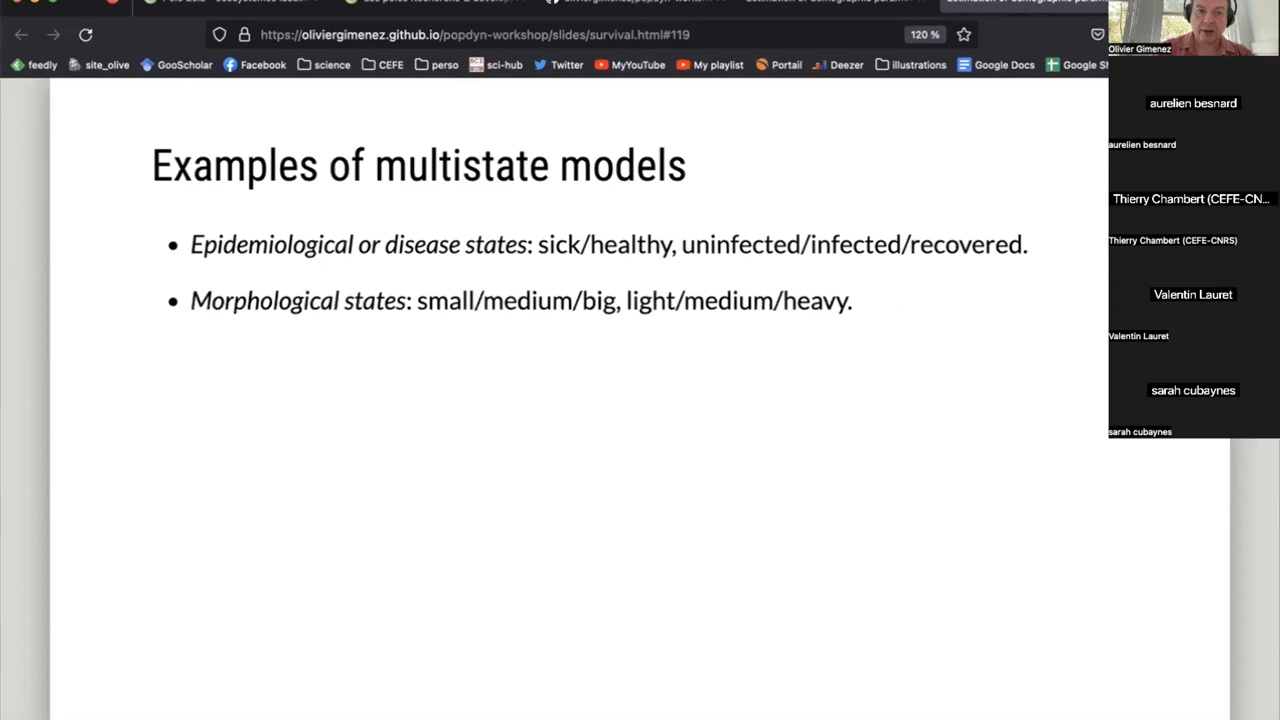 https://oliviergimenez.github.io/popdyn-workshop/slides/survival.html#119
120 %
Olivier Gimenez
feedly
site_olive
GooScholar
Facebook
science
CEFE
perso
sci-hub
Twitter
MyYouTube
My playlist
Portail
Deezer
illustrations
Google Docs
Google Sh
aurelien besnard
aurelien besnard
Examples of multistate models
Thierry Chambert (CEFE-CN...
Thierry Chambert (CEFE-CNRS)
• Epidemiological or disease states: sick/healthy, uninfected/infected/recovered.
• Morphological states: small/medium/big, light/medium/heavy.
Valentin Lauret
Valentin Lauret
sarah cubaynes
sarah cubaynes